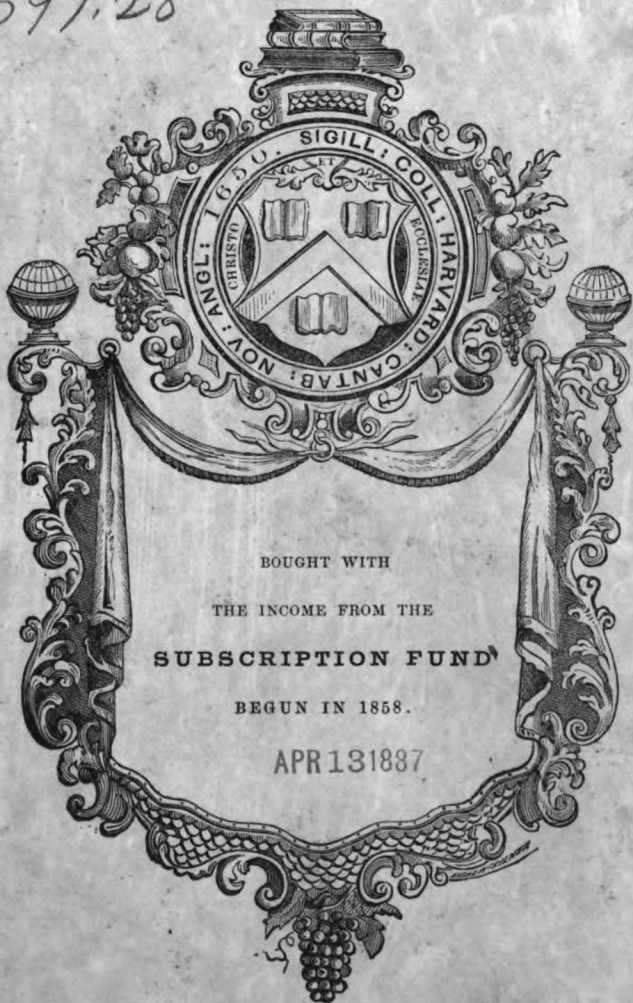 SIGILL: COLL: HARVARD: CANTAB: NOV: ANGL: 1650.
CHRISTO ET ECCLESIAE
BOUGHT WITH
THE INCOME FROM THE
SUBSCRIPTION FUND
BEGUN IN 1858.
APR 13 1887